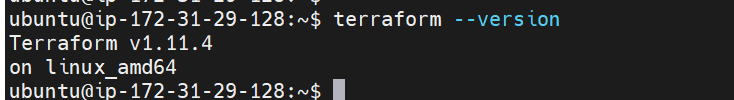 ubuntu@ip-172-31-29-128:~$ terraform --version
Terraform v1.11.4
on linux_amd64
ubuntu@ip-172-31-29-128:~$